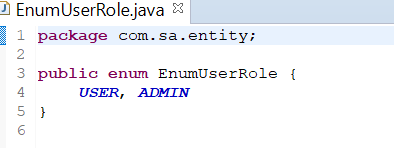 EnumUserRole.java
1 package com.sa.entity;
2
3 public enum EnumUserRole {
4 USER, ADMIN
5 }
6